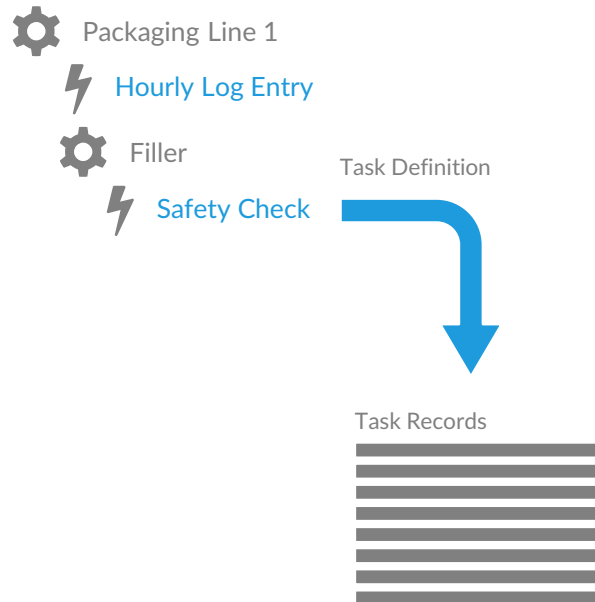 Packaging Line 1
Hourly Log Entry
Filler
Task Definition
Safety Check
Task Records